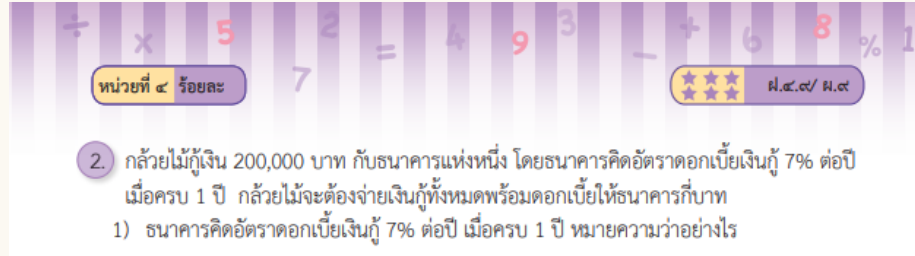 ÷ x 5 2 = 4 9 3 − + 6 8 % 1
7
หน่วยที่ ๔ ร้อยละ
ฝ.๔.๙/ ผ.๙
2. กล้วยไม้กู้เงิน 200,000 บาท กับธนาคารแห่งหนึ่ง โดยธนาคารคิดอัตราดอกเบี้ยเงินกู้ 7% ต่อปี
เมื่อครบ 1 ปี กล้วยไม้จะต้องจ่ายเงินกู้ทั้งหมดพร้อมดอกเบี้ยให้ธนาคารกี่บาท
1) ธนาคารคิดอัตราดอกเบี้ยเงินกู้ 7% ต่อปี เมื่อครบ 1 ปี หมายความว่าอย่างไร